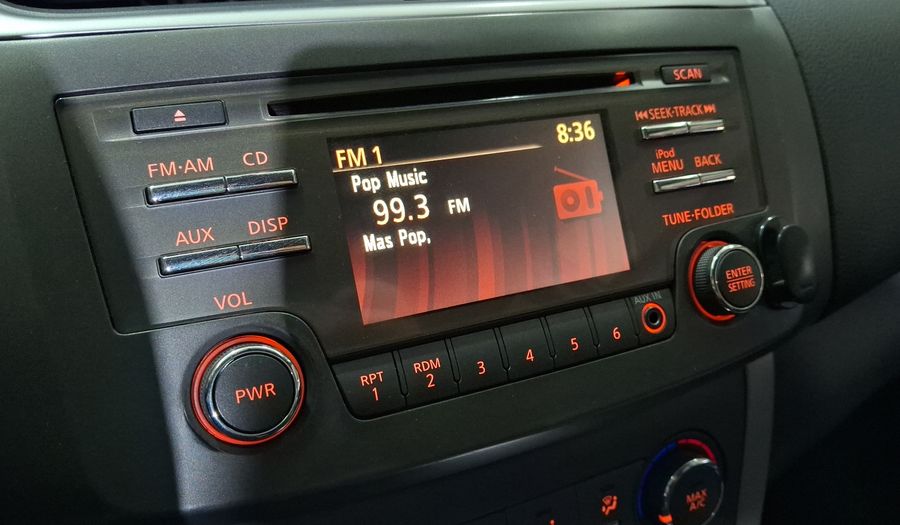 SCAN
SEEK·TRACK
FM·AM
CD
iPod
MENU
BACK
AUX
DISP
TUNE·FOLDER
VOL
PWR
FM 1
8:36
Pop Music
99.3 FM
Mas Pop,
ENTER
SETTING
AUX IN
RPT
1
RDM
2
3
4
5
6
MAX
A/C